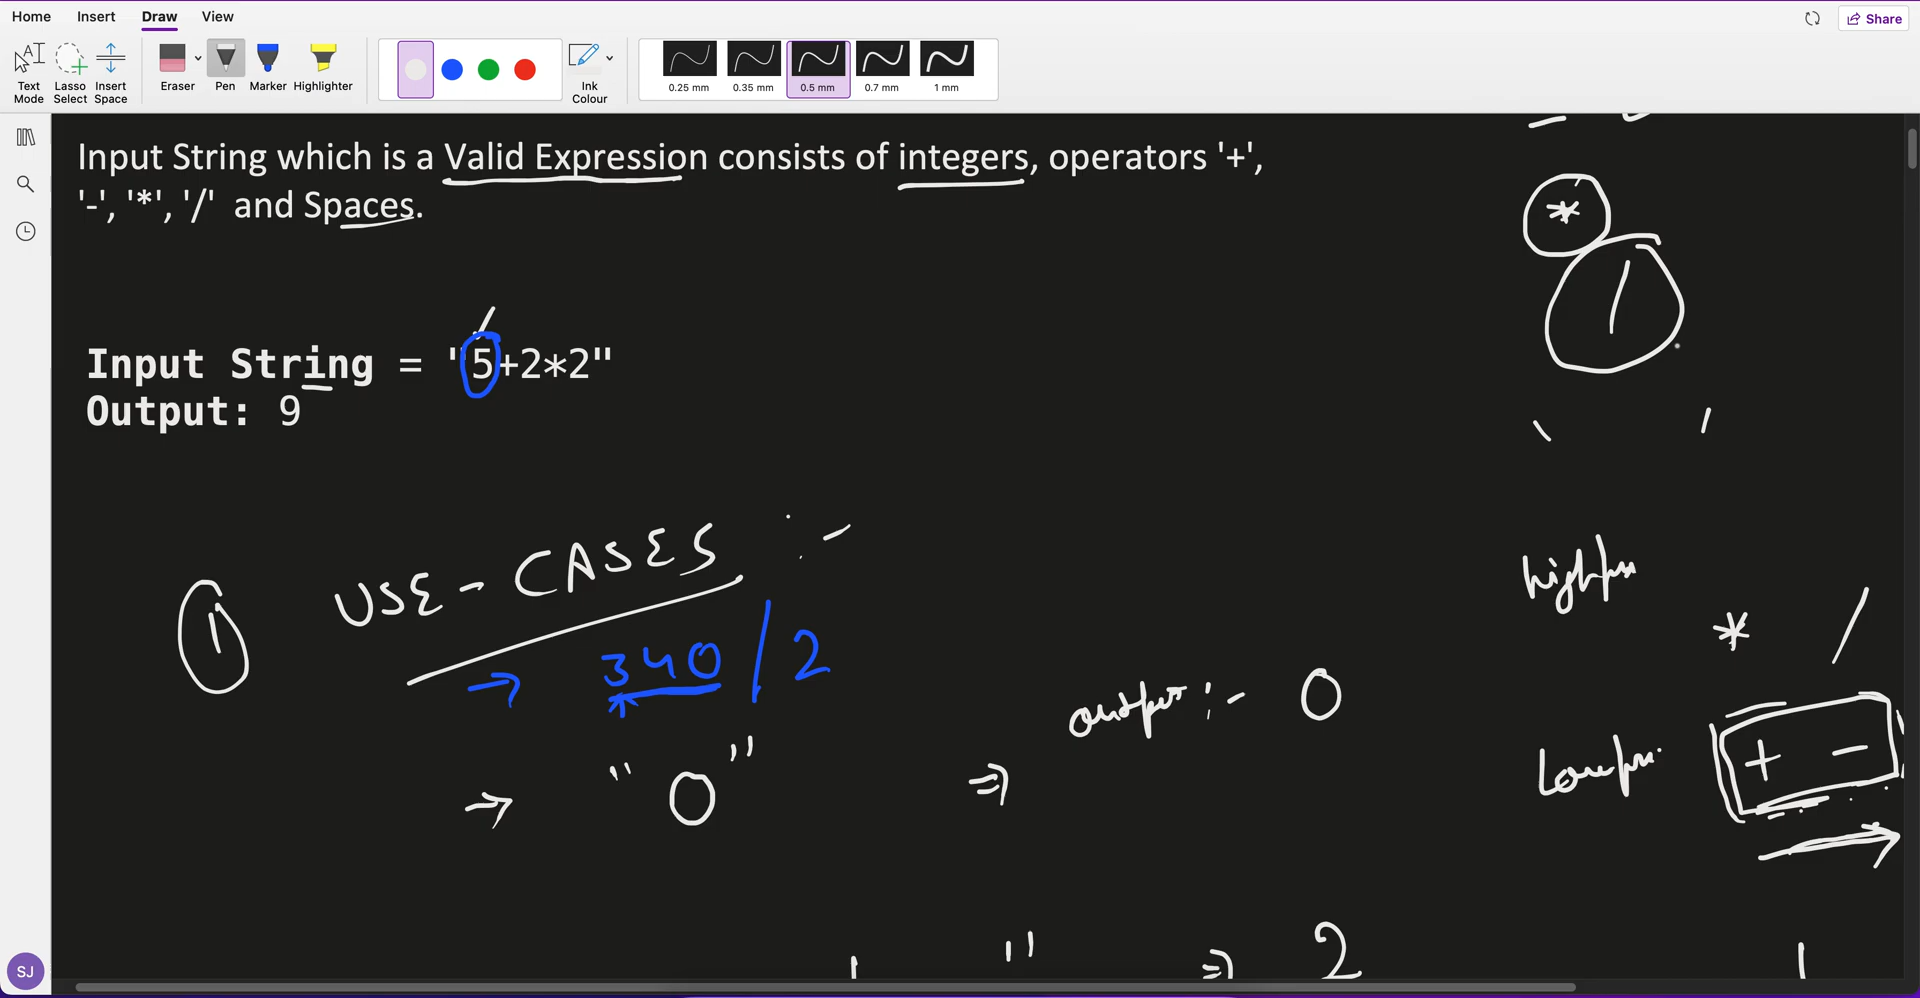 Home Insert Draw View
Share
Text Mode
Lasso Select
Insert Space
Eraser
Pen
Marker
Highlighter
Ink Colour
0.25 mm
0.35 mm
0.5 mm
0.7 mm
1 mm
Input String which is a Valid Expression consists of integers, operators '+',
'-', '*', '/' and Spaces.
*
/
Input String = "5+2*2"
Output: 9
USE - CASES :-
1
340 / 2
* /
output :- 0
+ -
→ "0" ⇒
" ⇒ 2
SJ